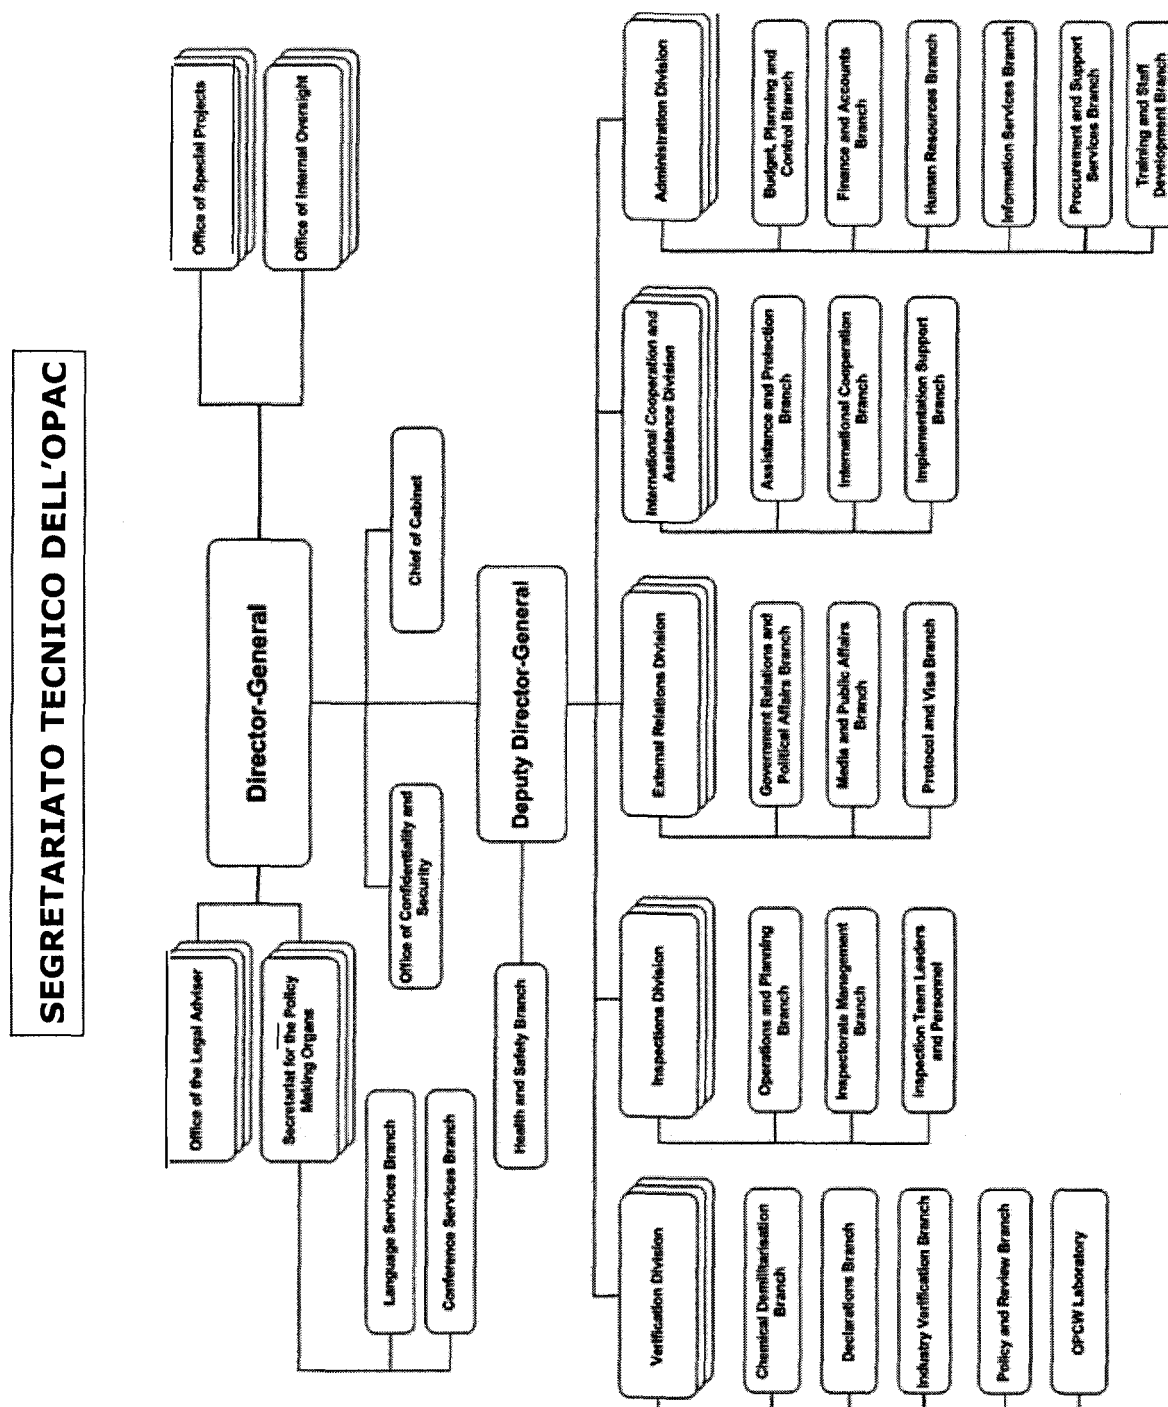 SEGRETARIATO TECNICO DELL'OPAC
Office of the Legal Adviser
Secretariat for the Policy
Making Organs
Language Services Branch
Conference Services Branch
Director-General
Office of Special Projects
Office of Internal Oversight
Office of Confidentiality and
Security
Chief of Cabinet
Deputy Director-General
Health and Safety Branch
Verification Division
Chemical Demilitarisation
Branch
Declarations Branch
Industry Verification Branch
Policy and Review Branch
OPCW Laboratory
Inspections Division
Operations and Planning
Branch
Inspectorate Management
Branch
Inspection Team Leaders
and Personnel
External Relations Division
Government Relations and
Political Affairs Branch
Media and Public Affairs
Branch
Protocol and Visa Branch
International Cooperation and
Assistance Division
Assistance and Protection
Branch
International Cooperation
Branch
Implementation Support
Branch
Administration Division
Budget, Planning and
Control Branch
Finance and Accounts
Branch
Human Resources Branch
Information Services Branch
Procurement and Support
Services Branch
Training and Staff
Development Branch